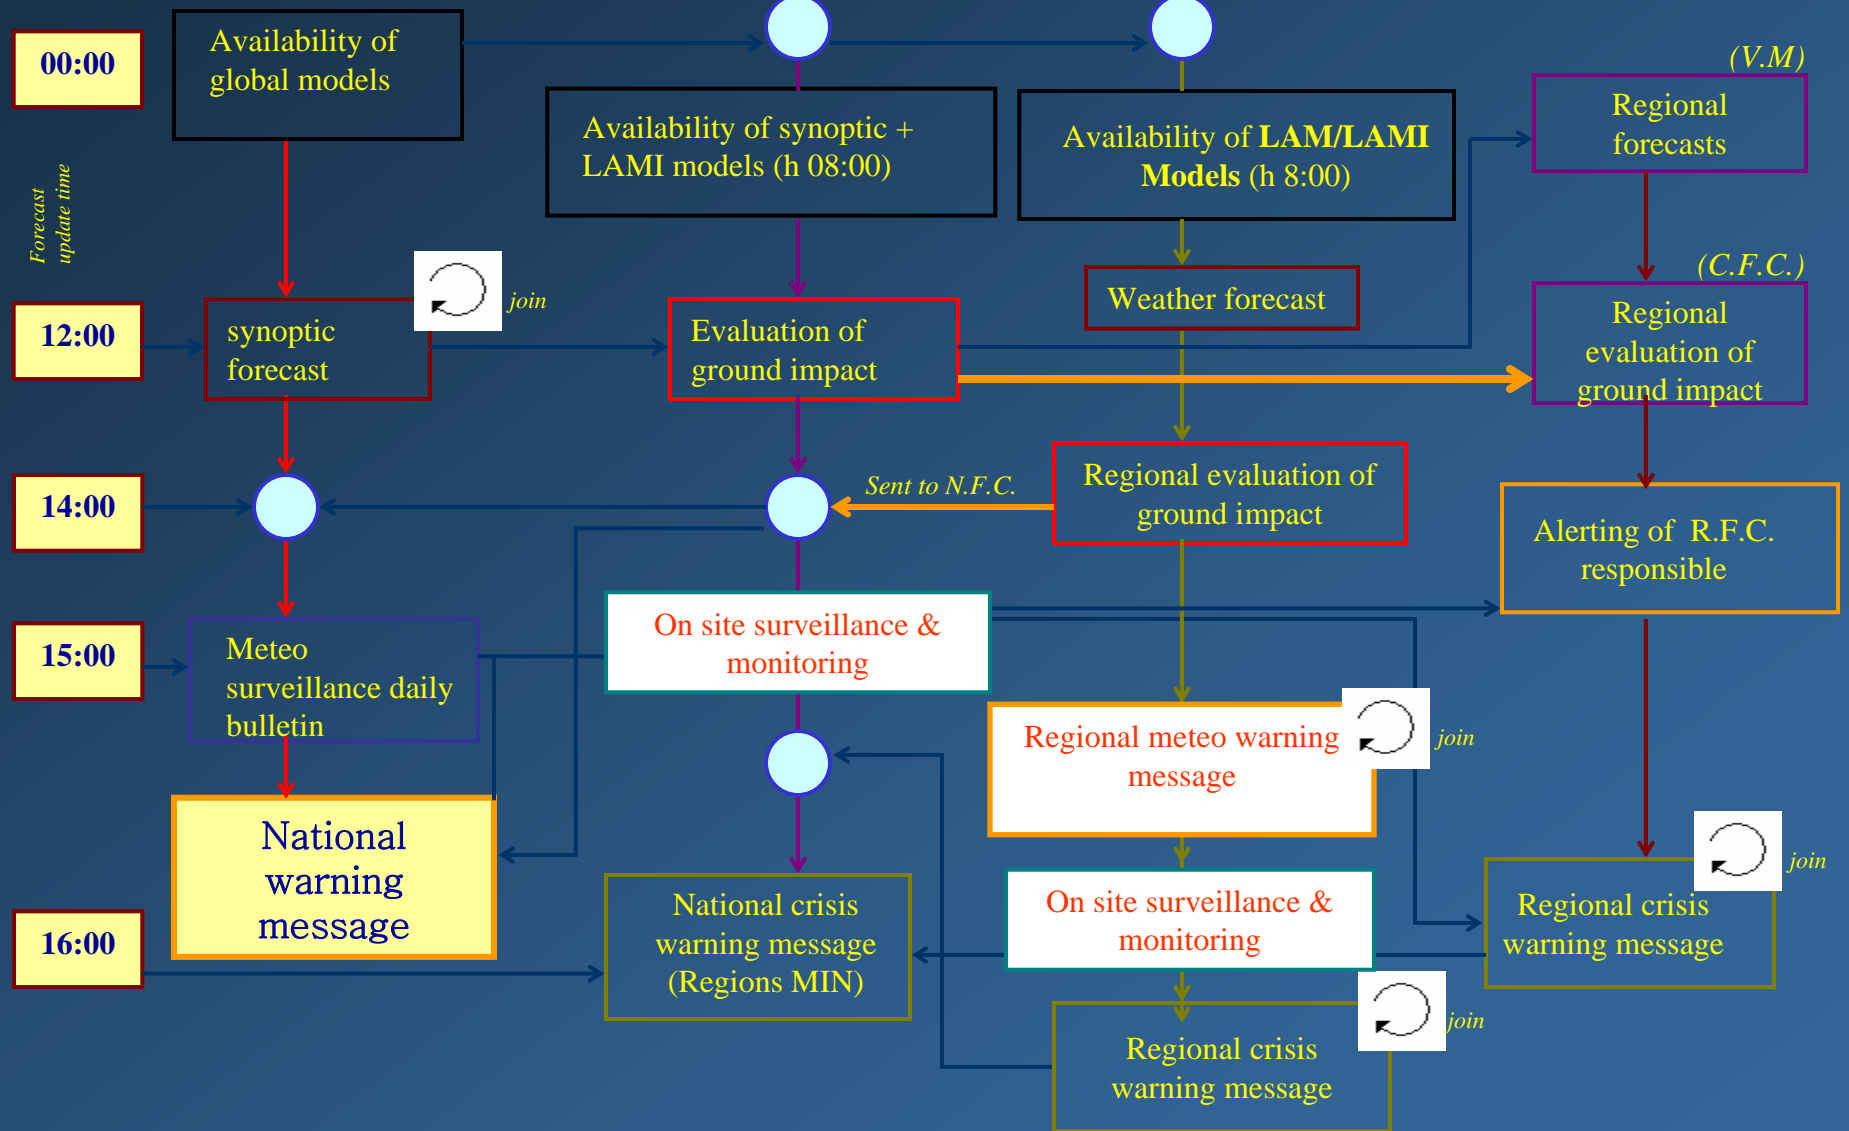 00:00
Availability of
global models
Availability of synoptic +
LAMI models (h 08:00)
Availability of LAM/LAMI
Models (h 8:00)
(V.M)
Regional
forecasts
Forecast
update time
12:00
synoptic
forecast
join
Evaluation of
ground impact
Weather forecast
(C.F.C.)
Regional
evaluation of
ground impact
14:00
Sent to N.F.C.
Regional evaluation of
ground impact
Alerting of R.F.C.
responsible
15:00
Meteo
surveillance daily
bulletin
On site surveillance &
monitoring
Regional meteo warning
message
join
National
warning
message
16:00
National crisis
warning message
(Regions MIN)
On site surveillance &
monitoring
Regional crisis
warning message
join
Regional crisis
warning message
join